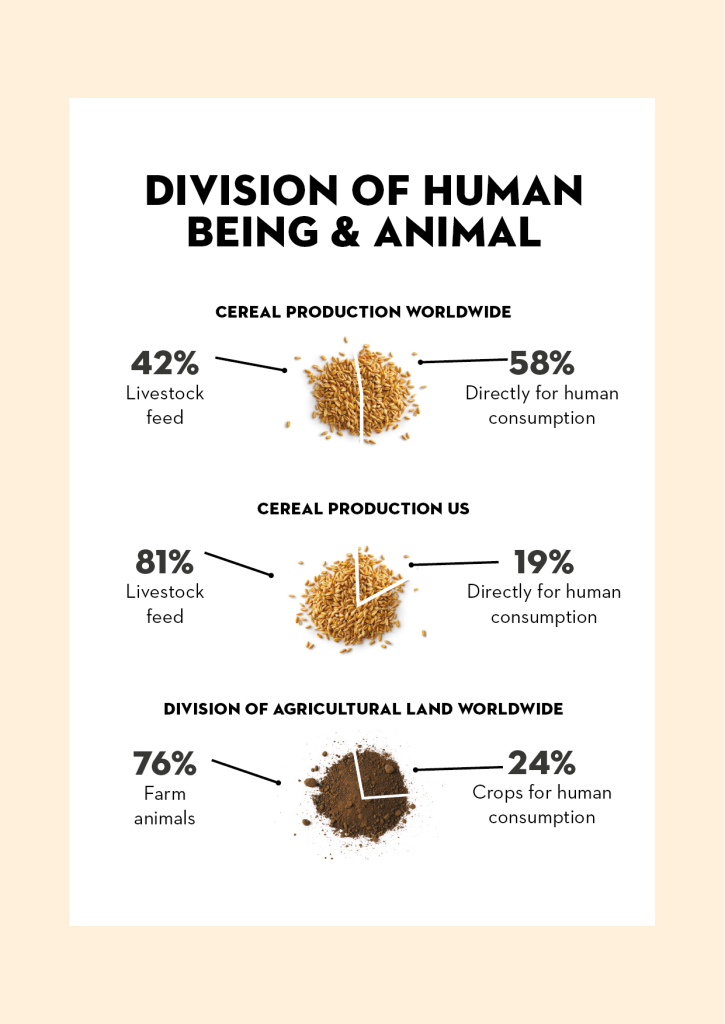 DIVISION OF HUMAN
BEING & ANIMAL
CEREAL PRODUCTION WORLDWIDE
42%
Livestock
feed
58%
Directly for human
consumption
CEREAL PRODUCTION US
81%
Livestock
feed
19%
Directly for human
consumption
DIVISION OF AGRICULTURAL LAND WORLDWIDE
76%
Farm
animals
24%
Crops for human
consumption